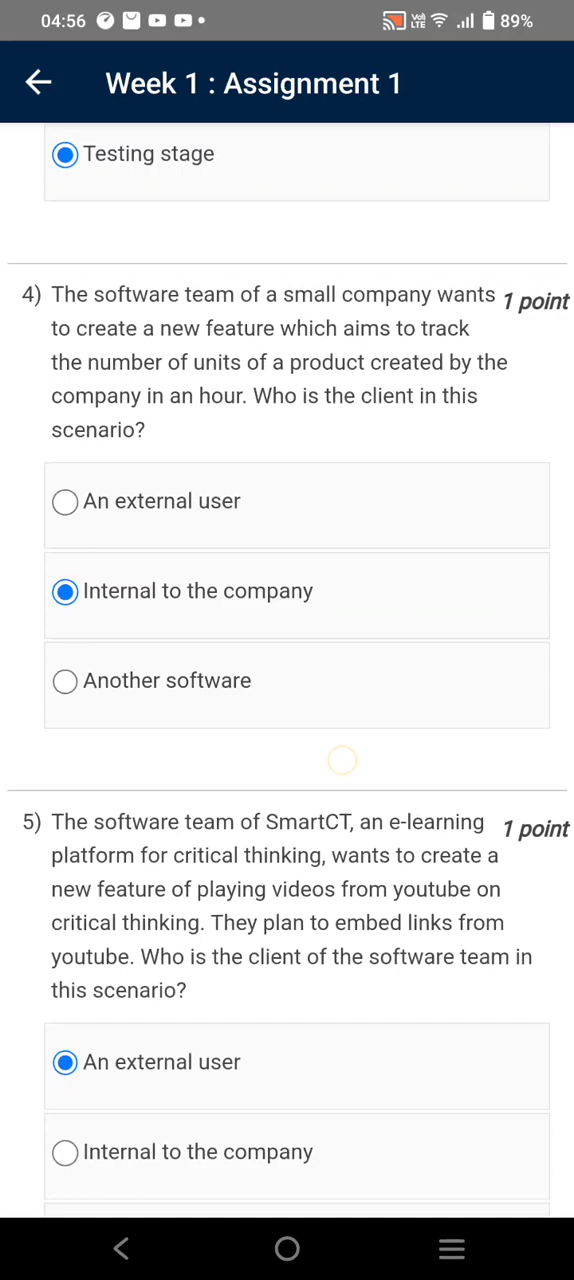 04:56
Vo)
LTE
89%
Week 1 : Assignment 1
Testing stage
4) The software team of a small company wants 1 point
to create a new feature which aims to track
the number of units of a product created by the
company in an hour. Who is the client in this
scenario?
An external user
Internal to the company
Another software
5) The software team of SmartCT, an e-learning 1 point
platform for critical thinking, wants to create a
new feature of playing videos from youtube on
critical thinking. They plan to embed links from
youtube. Who is the client of the software team in
this scenario?
An external user
Internal to the company